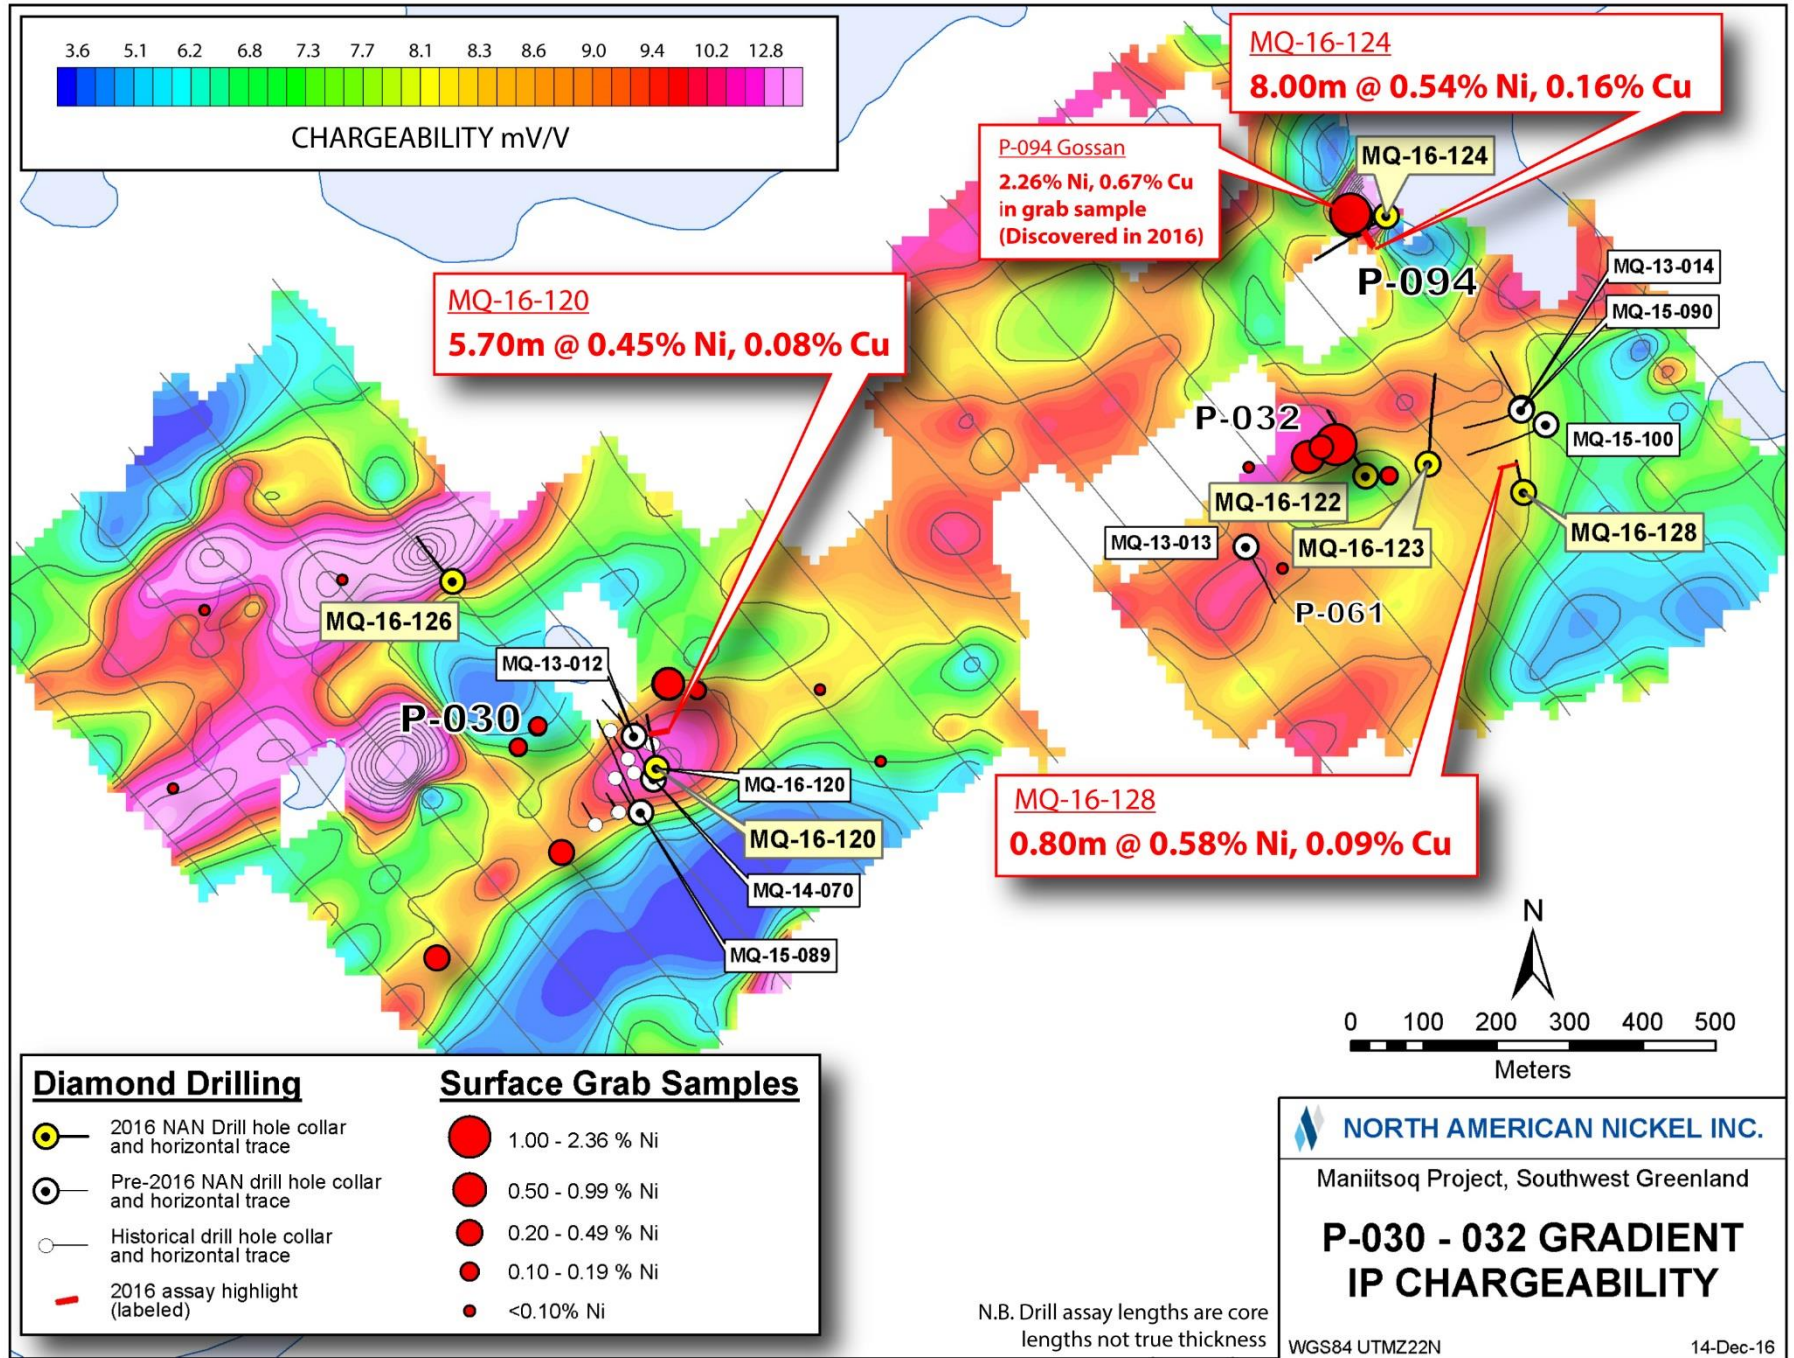 3.6 5.1 6.2 6.8 7.3 7.7 8.1 8.3 8.6 9.0 9.4 10.2 12.8
CHARGEABILITY mV/V
MQ-16-124
8.00m @ 0.54% Ni, 0.16% Cu
P-094 Gossan
2.26% Ni, 0.67% Cu
in grab sample
(Discovered in 2016)
MQ-16-124
P-094
MQ-13-014
MQ-15-090
MQ-16-120
5.70m @ 0.45% Ni, 0.08% Cu
P-032
MQ-15-100
MQ-16-122
MQ-16-123
MQ-16-128
MQ-13-013
P-061
MQ-16-126
MQ-13-012
P-030
MQ-16-120
MQ-16-120
MQ-14-070
MQ-15-089
MQ-16-128
0.80m @ 0.58% Ni, 0.09% Cu
N
0 100 200 300 400 500
Meters
Diamond Drilling
2016 NAN Drill hole collar
and horizontal trace
Pre-2016 NAN drill hole collar
and horizontal trace
Historical drill hole collar
and horizontal trace
2016 assay highlight
(labeled)
Surface Grab Samples
1.00 - 2.36 % Ni
0.50 - 0.99 % Ni
0.20 - 0.49 % Ni
0.10 - 0.19 % Ni
<0.10% Ni
N.B. Drill assay lengths are core
lengths not true thickness
NORTH AMERICAN NICKEL INC.
Maniitsoq Project, Southwest Greenland
P-030 - 032 GRADIENT
IP CHARGEABILITY
WGS84 UTMZ22N 14-Dec-16